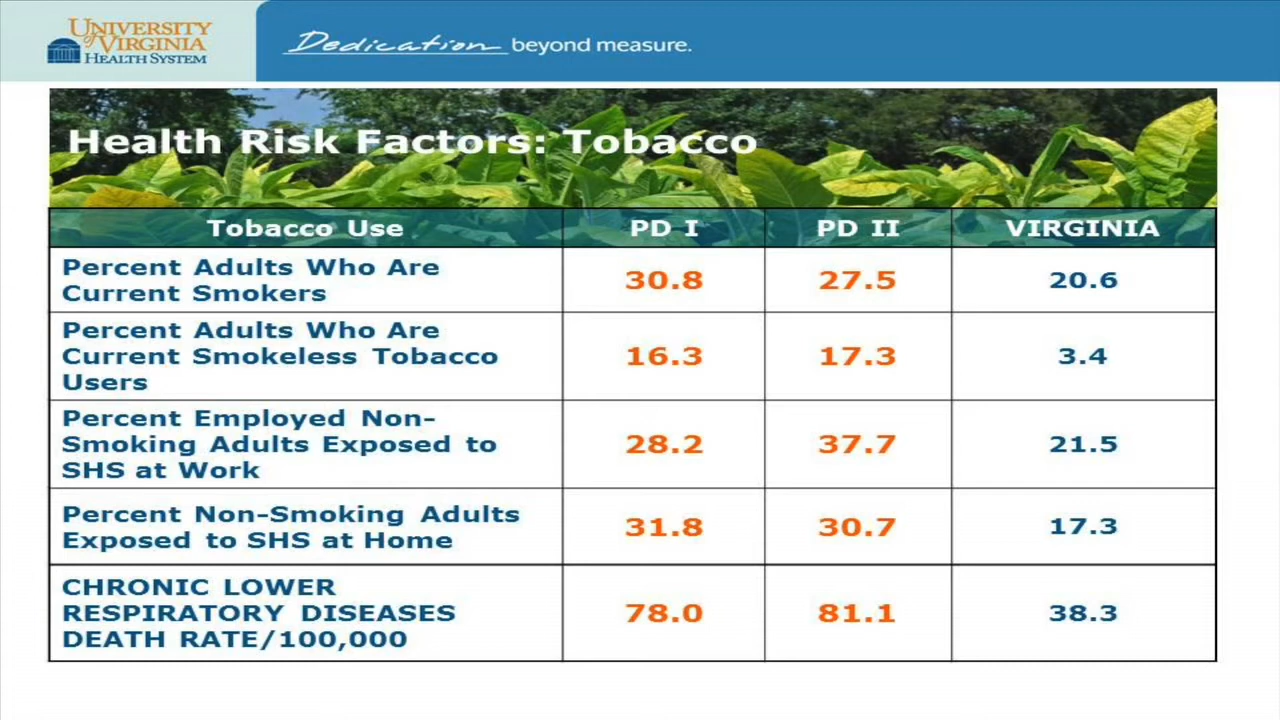 UNIVERSITY
of VIRGINIA
HEALTH SYSTEM
Dedication beyond measure.
Health Risk Factors: Tobacco
Tobacco Use PD I PD II VIRGINIA
Percent Adults Who Are
Current Smokers 30.8 27.5 20.6
Percent Adults Who Are
Current Smokeless Tobacco
Users 16.3 17.3 3.4
Percent Employed Non-
Smoking Adults Exposed to
SHS at Work 28.2 37.7 21.5
Percent Non-Smoking Adults
Exposed to SHS at Home 31.8 30.7 17.3
CHRONIC LOWER
RESPIRATORY DISEASES
DEATH RATE/100,000 78.0 81.1 38.3